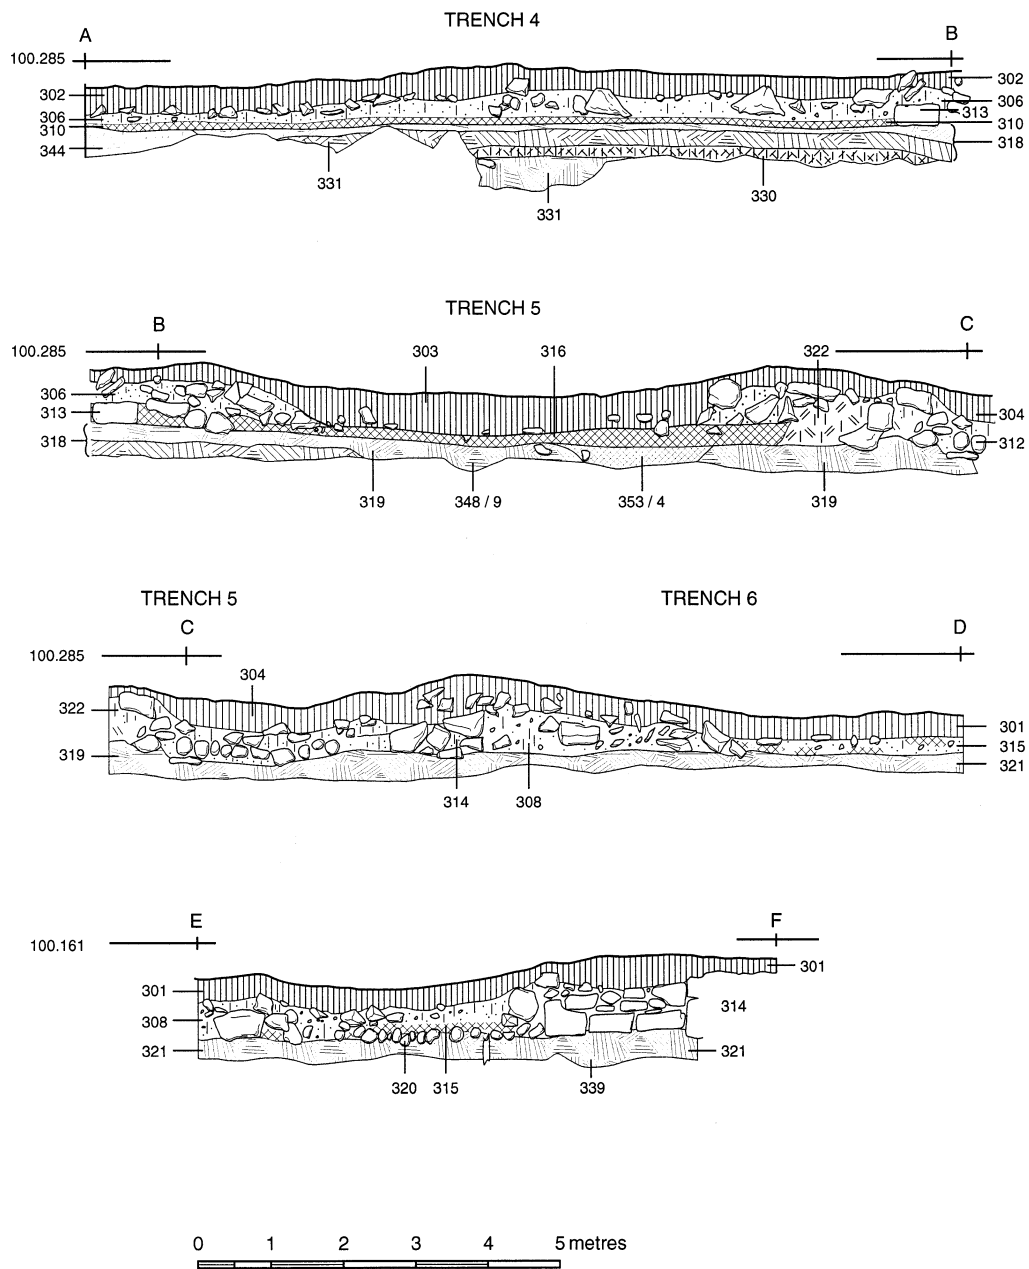 TRENCH 4
A B
100.285
302 302
306
306 313
310 310
344 318
331 330
331
TRENCH 5
B C
100.285 303 316 322
306
313 304
318 312
319 348 / 9 353 / 4 319
TRENCH 5 TRENCH 6
C D
100.285
304
322
301
319 315
321
314 308
E F
100.161
301 301
314
308
321 321
320 315 339
0 1 2 3 4 5 metres